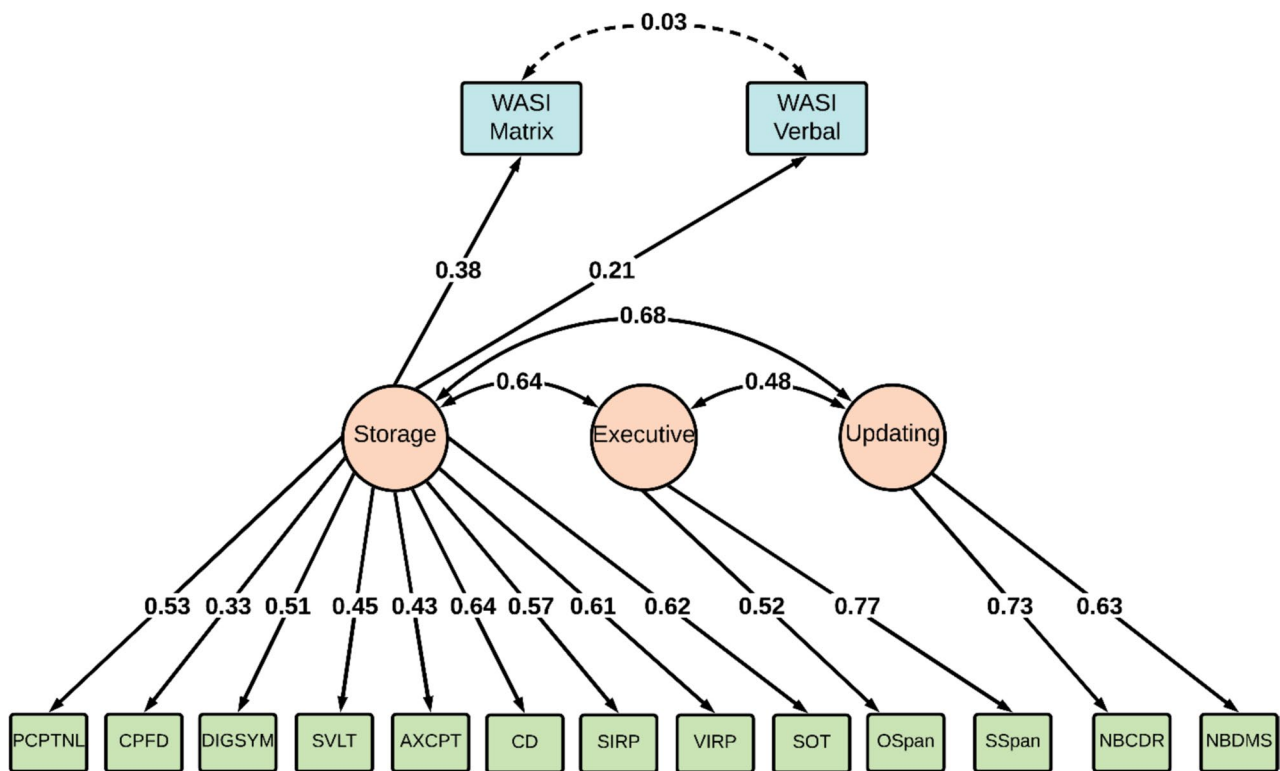 0.03
WASI
Matrix
WASI
Verbal
0.38
0.21
0.68
0.64
0.48
Storage
Executive
Updating
0.53
0.33
0.51
0.45
0.43
0.64
0.57
0.61
0.62
0.52
0.77
0.73
0.63
PCPTNL
CPFD
DIGSYM
SVLT
AXCPT
CD
SIRP
VIRP
SOT
OSpan
SSpan
NBCDR
NBDMS